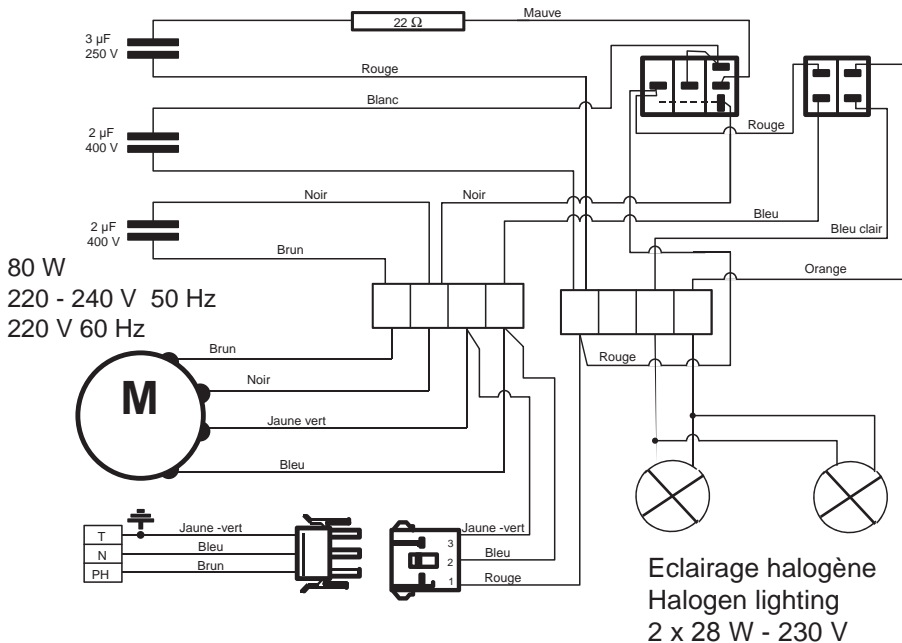 22 Ω
Mauve
3 µF
250 V
Rouge
Blanc
2 µF
400 V
Rouge
Noir
Noir
2 µF
400 V
Bleu
Bleu clair
Brun
Orange
80 W
220 - 240 V 50 Hz
220 V 60 Hz
Brun
Rouge
M
Noir
Jaune vert
Bleu
T
Jaune -vert
N
Bleu
PH
Brun
Jaune -vert
3
Bleu
2
Rouge
1
Eclairage halogène
Halogen lighting
2 x 28 W - 230 V